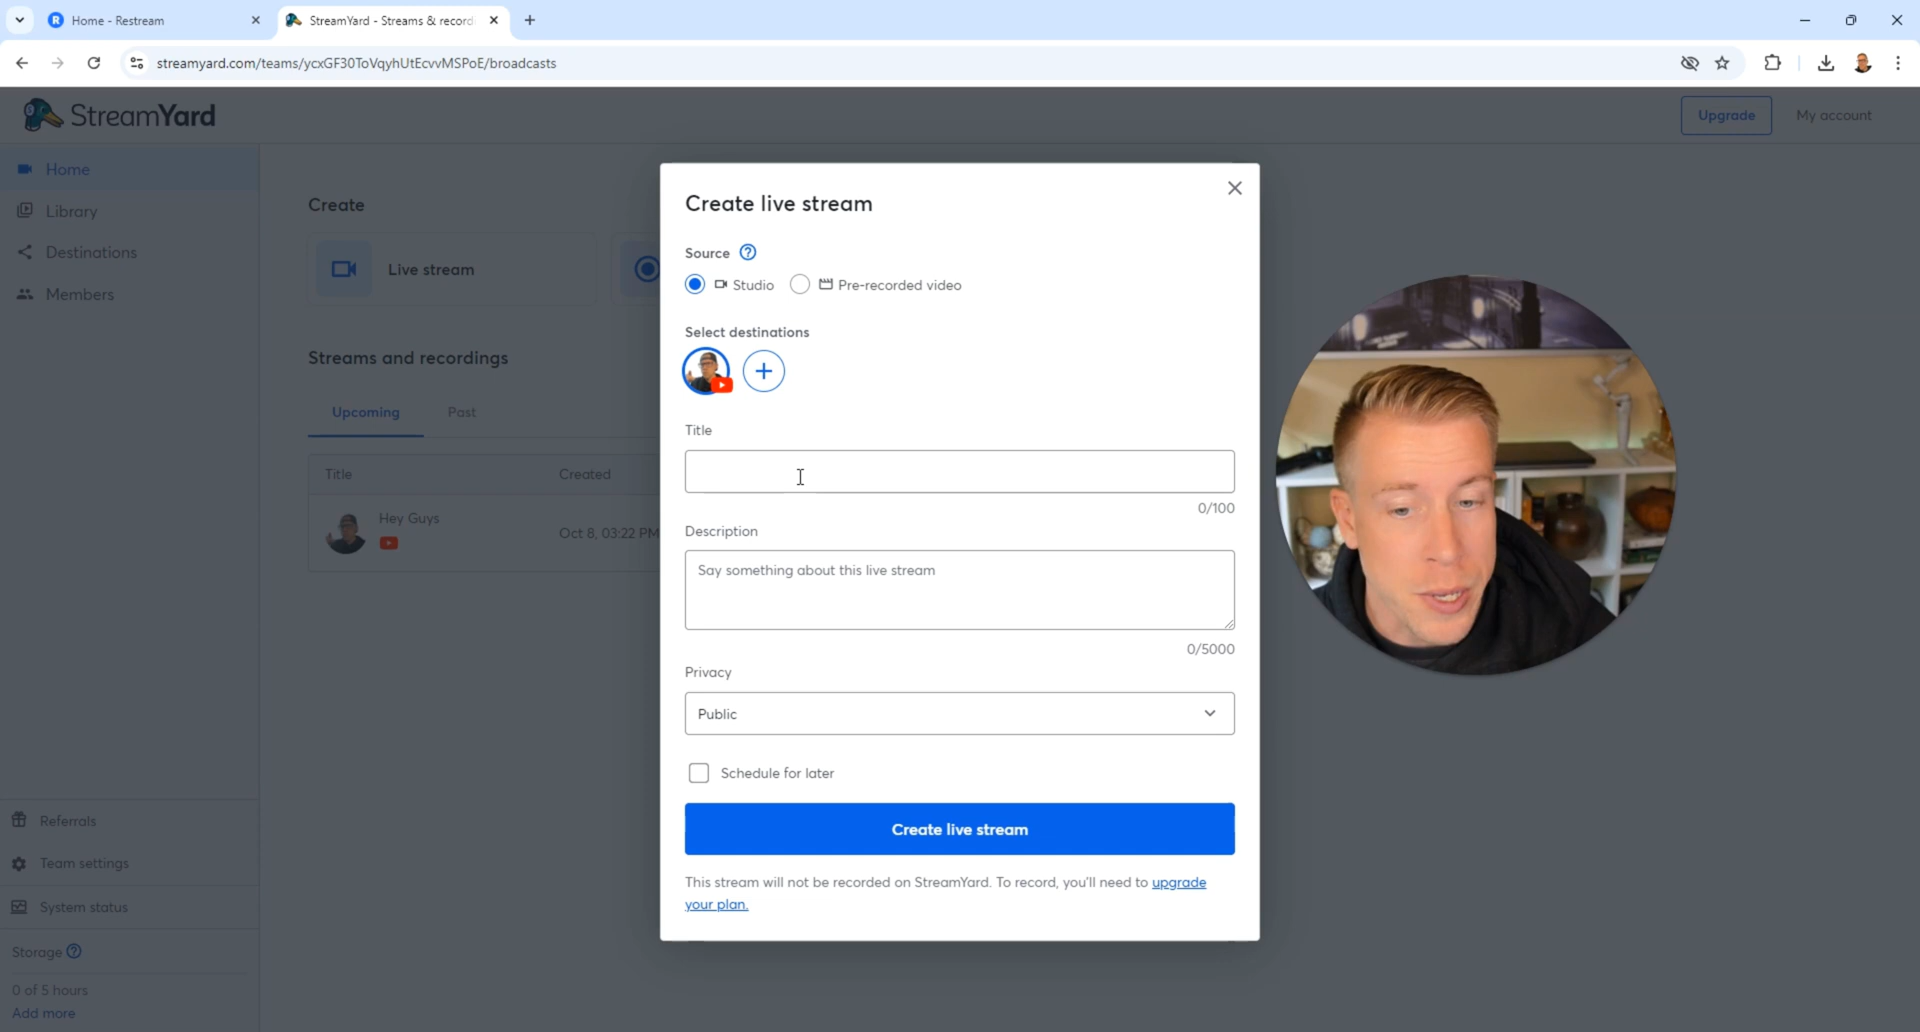 Home - Restream
StreamYard - Streams & record
streamyard.com/teams/ycxGF30ToVqyhUtEcvvMSPoE/broadcasts
StreamYard
Upgrade
My account
Home
Library
Destinations
Members
Create
Live stream
Streams and recordings
Upcoming
Past
Title
Created
Hey Guys
Oct 8, 03:22 PM
Referrals
Team settings
System status
Storage
0 of 5 hours
Add more
Create live stream
Source
Studio
Pre-recorded video
Select destinations
Title
0/100
Description
Say something about this live stream
0/5000
Privacy
Public
Schedule for later
Create live stream
This stream will not be recorded on StreamYard. To record, you'll need to upgrade
your plan.